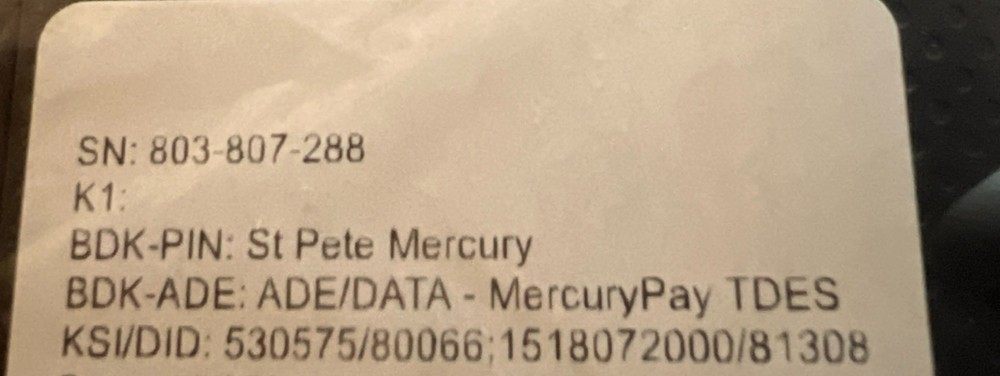 SN: 803-807-288
K1:
BDK-PIN: St Pete Mercury
BDK-ADE: ADE/DATA - MercuryPay TDES
KSI/DID: 530575/80066;1518072000/81308